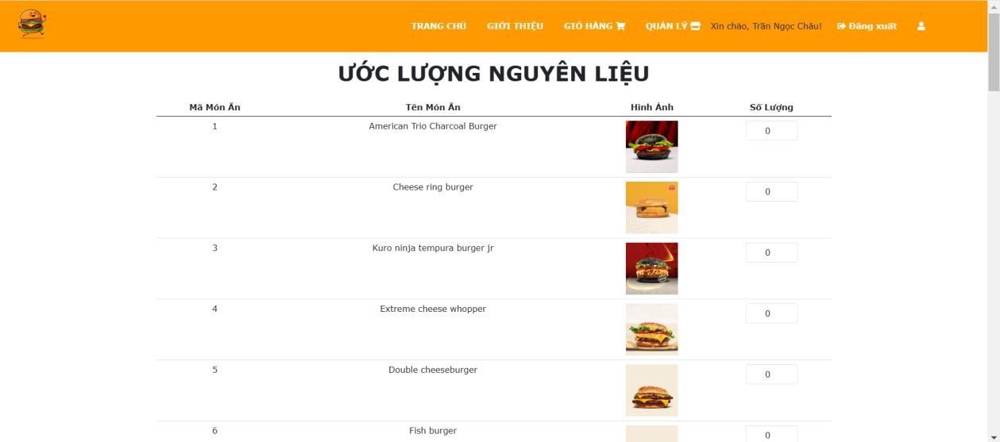 TRANG CHỦ GIỚI THIỆU GIỎ HÀNG QUẢN LÝ Xin chào, Trần Ngọc Châu! Đăng xuất
ƯỚC LƯỢNG NGUYÊN LIỆU
Mã Món Ăn Tên Món Ăn Hình Ảnh Số Lượng
1 American Trio Charcoal Burger 0
2 Cheese ring burger 0
3 Kuro ninja tempura burger jr 0
4 Extreme cheese whopper 0
5 Double cheeseburger 0
6 Fish burger 0